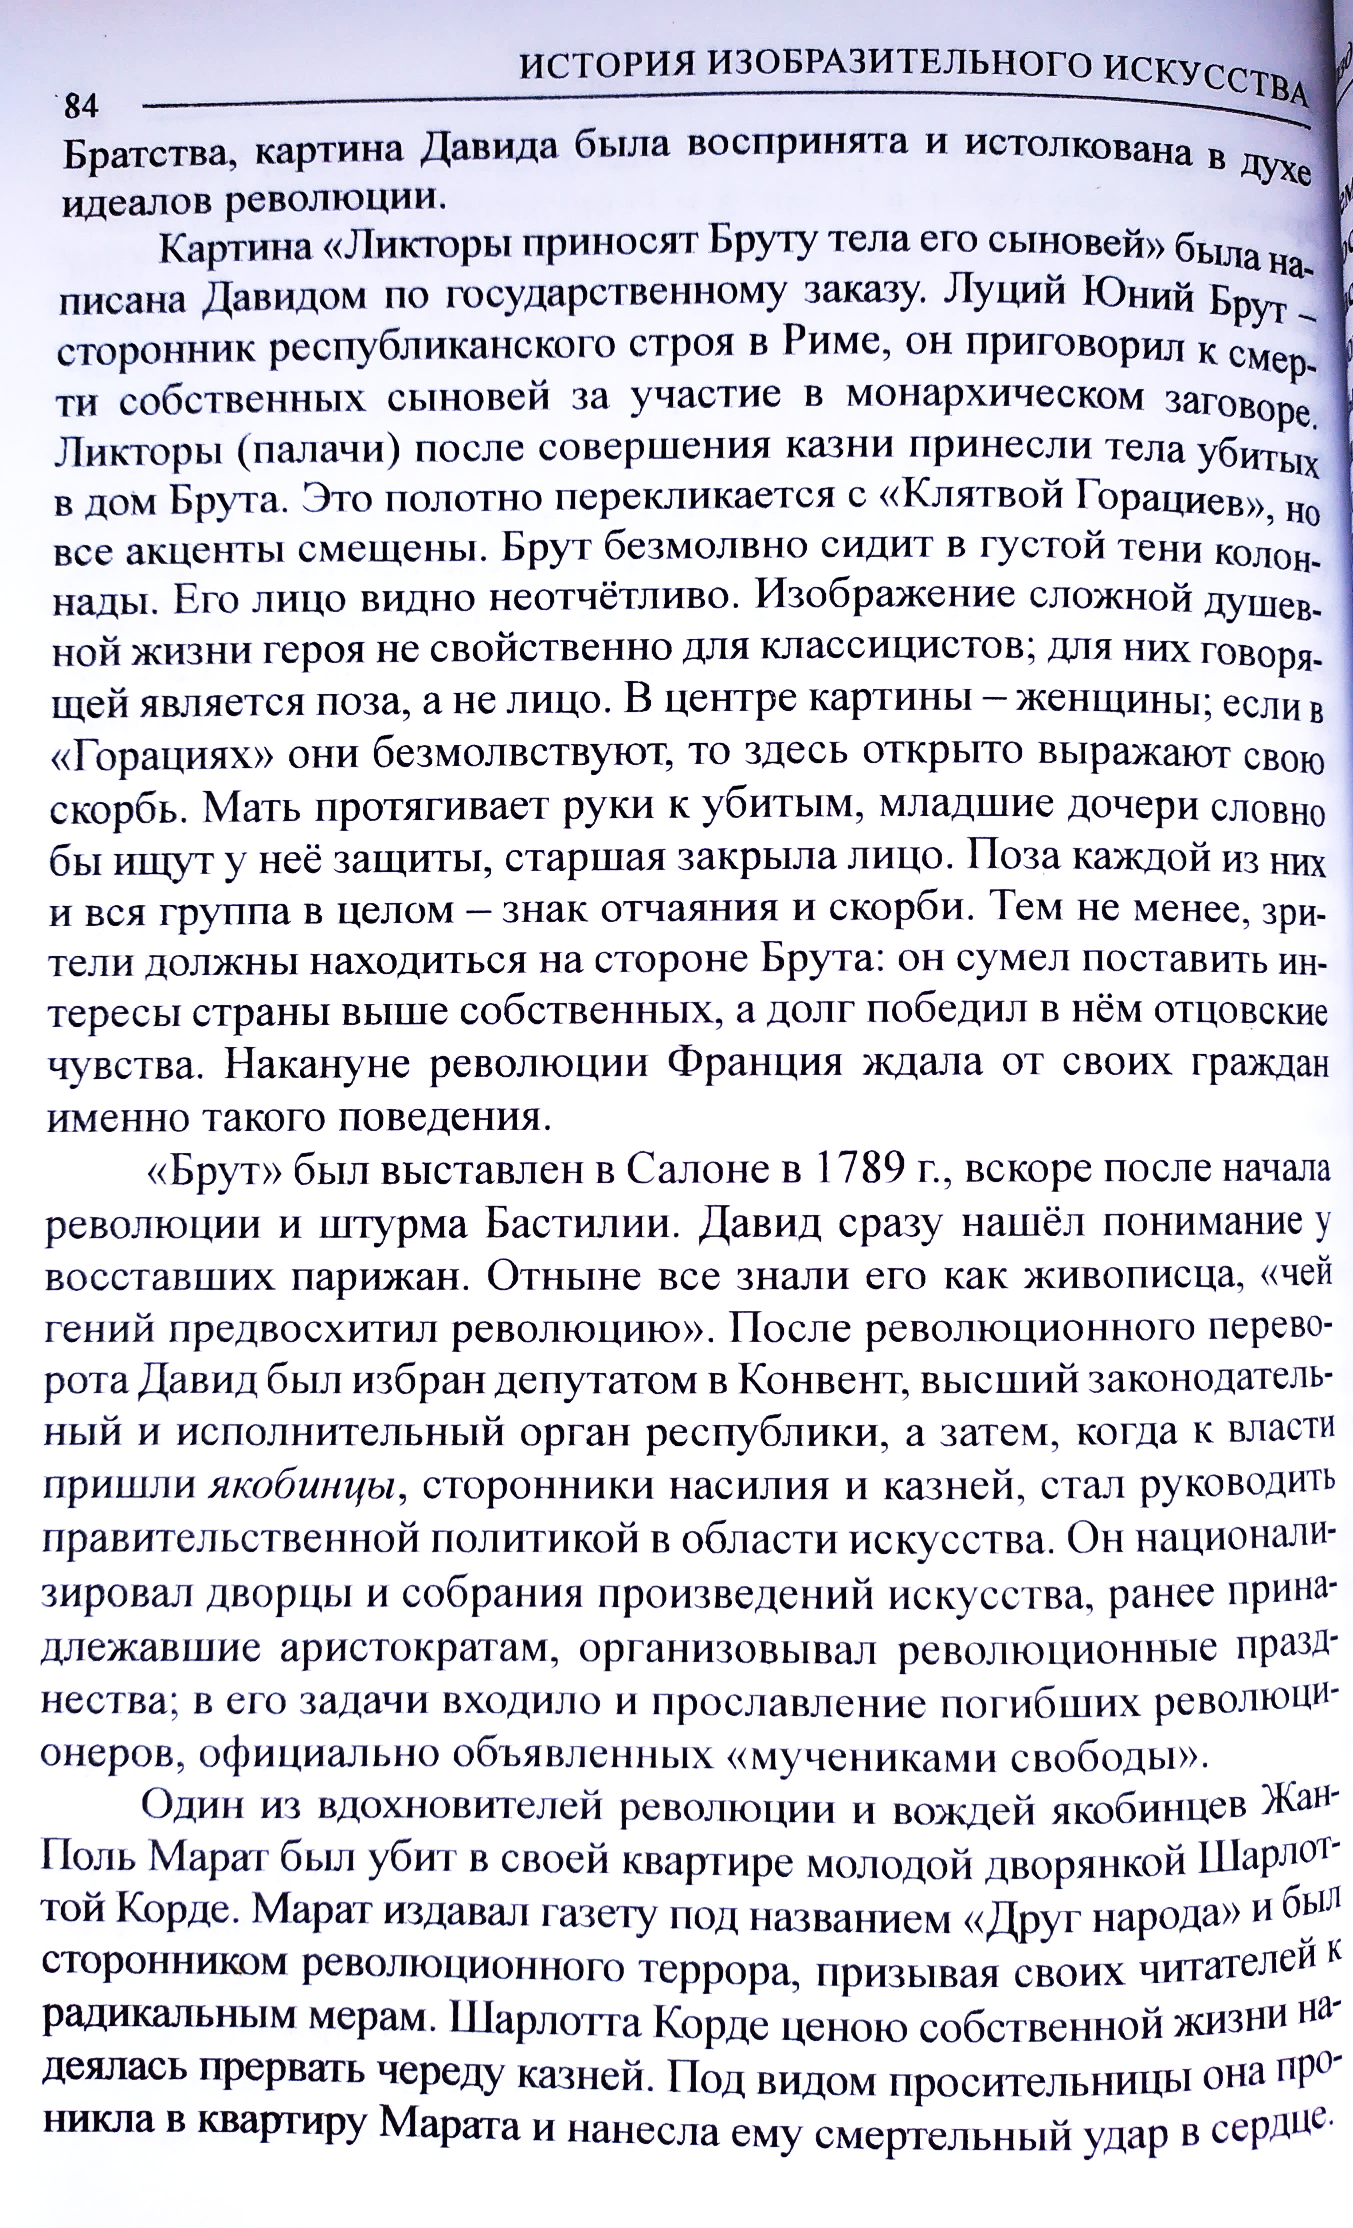 ИСТОРИЯ ИЗОБРАЗИТЕЛЬНОГО ИСКУССТВА
84
Братства, картина Давида была воспринята и истолкована в духе
идеалов революции.
Картина «Ликторы приносят Бруту тела его сыновей» была на-
писана Давидом по государственному заказу. Луций Юний Брут –
сторонник республиканского строя в Риме, он приговорил к смер-
ти собственных сыновей за участие в монархическом заговоре.
Ликторы (палачи) после совершения казни принесли тела убитых
в дом Брута. Это полотно перекликается с «Клятвой Горациев», но
все акценты смещены. Брут безмолвно сидит в густой тени колон-
нады. Его лицо видно неотчётливо. Изображение сложной душев-
ной жизни героя не свойственно для классицистов; для них говоря-
щей является поза, а не лицо. В центре картины – женщины; если в
«Горациях» они безмолвствуют, то здесь открыто выражают свою
скорбь. Мать протягивает руки к убитым, младшие дочери словно
бы ищут у неё защиты, старшая закрыла лицо. Поза каждой из них
и вся группа в целом – знак отчаяния и скорби. Тем не менее, зри-
тели должны находиться на стороне Брута: он сумел поставить ин-
тересы страны выше собственных, а долг победил в нём отцовские
чувства. Накануне революции Франция ждала от своих граждан
именно такого поведения.
«Брут» был выставлен в Салоне в 1789 г., вскоре после начала
революции и штурма Бастилии. Давид сразу нашёл понимание у
восставших парижан. Отныне все знали его как живописца, «чей
гений предвосхитил революцию». После революционного перево-
рота Давид был избран депутатом в Конвент, высший законодатель-
ный и исполнительный орган республики, а затем, когда к власти
пришли якобинцы, сторонники насилия и казней, стал руководить
правительственной политикой в области искусства. Он национали-
зировал дворцы и собрания произведений искусства, ранее прина-
длежавшие аристократам, организовывал революционные празд-
нества; в его задачи входило и прославление погибших революци-
онеров, официально объявленных «мучениками свободы».
Один из вдохновителей революции и вождей якобинцев Жан-
Поль Марат был убит в своей квартире молодой дворянкой Шарлот-
той Корде. Марат издавал газету под названием «Друг народа» и был
сторонником революционного террора, призывая своих читателей к
радикальным мерам. Шарлотта Корде ценою собственной жизни на-
деялась прервать череду казней. Под видом просительницы она про-
никла в квартиру Марата и нанесла ему смертельный удар в сердце.